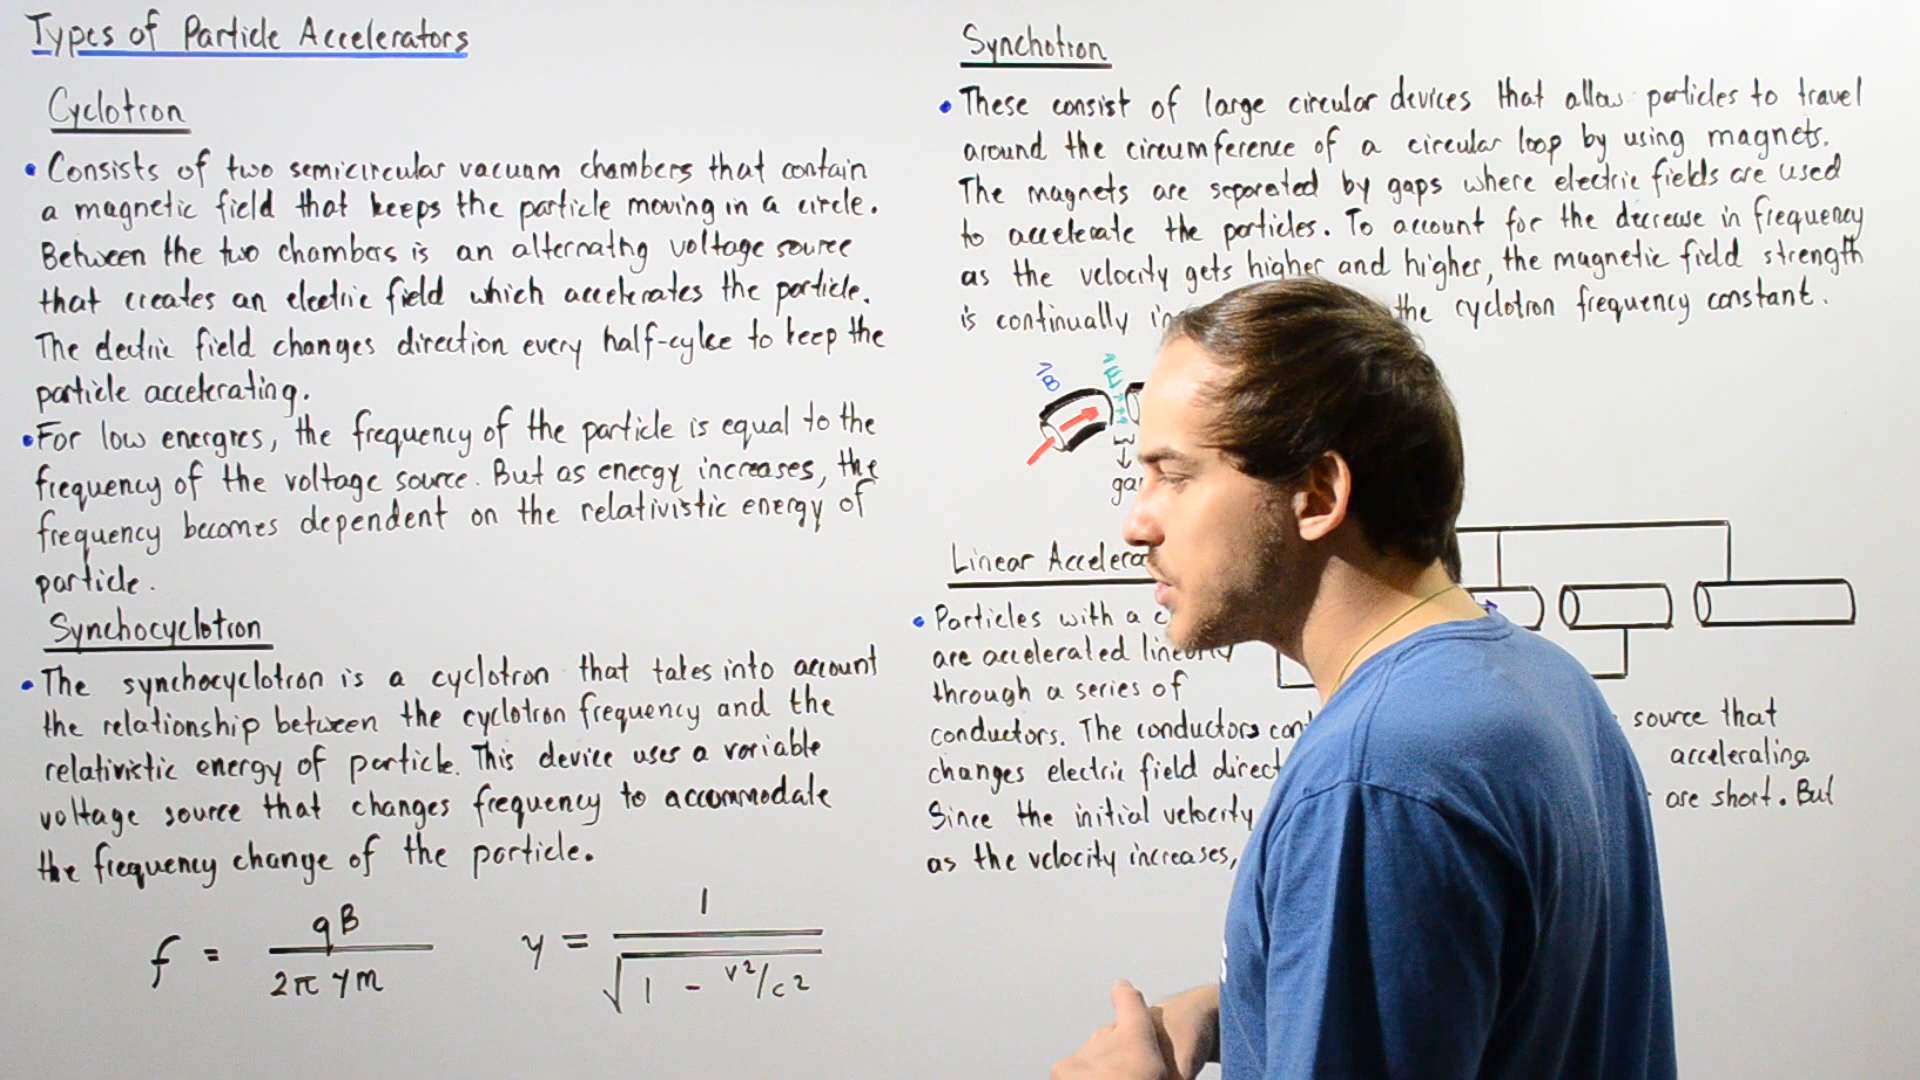 Types of Particle Accelerators
Cyclotron
• Consists of two semicircular vacuum chambers that contain
a magnetic field that keeps the particle moving in a circle.
Between the two chambers is an alternating voltage source
that creates an electric field which accelerates the particle.
The electric field changes direction every half-cylce to keep the
particle accelerating.
• For low energies, the frequency of the particle is equal to the
frequency of the voltage source. But as energy increases, the
frequency becomes dependent on the relativistic energy of
particle.
Synchocyclotron
• The synchocyclotron is a cyclotron that takes into account
the relationship between the cyclotron frequency and the
relativistic energy of particle. This device uses a variable
voltage source that changes frequency to accommodate
the frequency change of the particle.
f = qB / 2π γ m
γ = 1 / √(1 - v²/c²)
Synchotron
• These consist of large circular devices that allow particles to travel
around the circumference of a circular loop by using magnets.
The magnets are separated by gaps where electric fields are used
to accelerate the particles. To account for the decrease in frequency
as the velocity gets higher and higher, the magnetic field strength
is continually the cyclotron frequency constant.
B E
Linear
• Particles with a
are accelerated linearly
through a series of
conductors. The conductors source that
changes electric field accelerating.
Since the initial velocity are short. But
as the velocity increases,